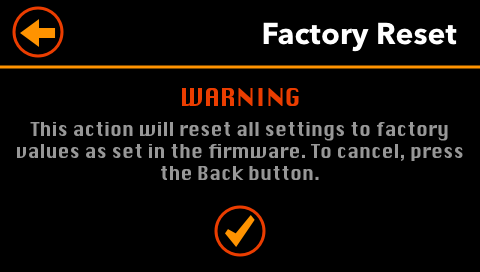 Factory Reset
WARNING
This action will reset all settings to factory
values as set in the firmware. To cancel, press
the Back button.